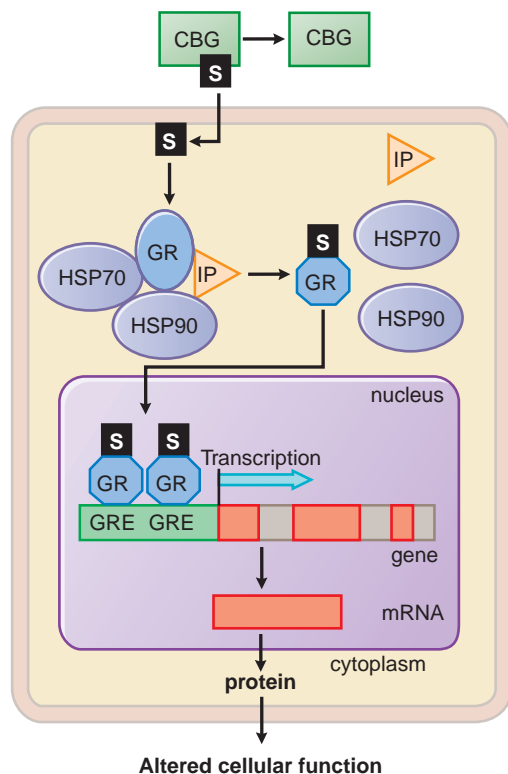 CBG
CBG
S
S
IP
S
GR
HSP70
HSP70
IP
GR
HSP90
HSP90
nucleus
S
S
Transcription
GR
GR
GRE
GRE
gene
mRNA
cytoplasm
protein
Altered cellular function